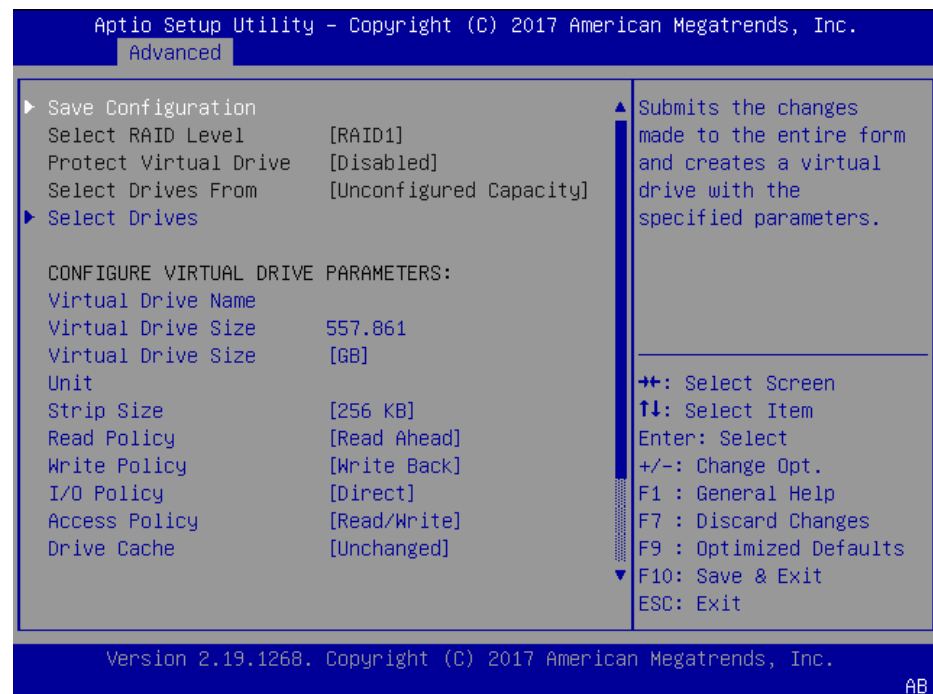 Aptio Setup Utility – Copyright (C) 2017 American Megatrends, Inc.
Advanced
Save Configuration
Select RAID Level [RAID1]
Protect Virtual Drive [Disabled]
Select Drives From [Unconfigured Capacity]
Select Drives
CONFIGURE VIRTUAL DRIVE PARAMETERS:
Virtual Drive Name
Virtual Drive Size 557.861
Virtual Drive Size [GB]
Unit
Strip Size [256 KB]
Read Policy [Read Ahead]
Write Policy [Write Back]
I/O Policy [Direct]
Access Policy [Read/Write]
Drive Cache [Unchanged]
Submits the changes
made to the entire form
and creates a virtual
drive with the
specified parameters.
→←: Select Screen
↑↓: Select Item
Enter: Select
+/-: Change Opt.
F1 : General Help
F7 : Discard Changes
F9 : Optimized Defaults
F10: Save & Exit
ESC: Exit
Version 2.19.1268. Copyright (C) 2017 American Megatrends, Inc.
AB